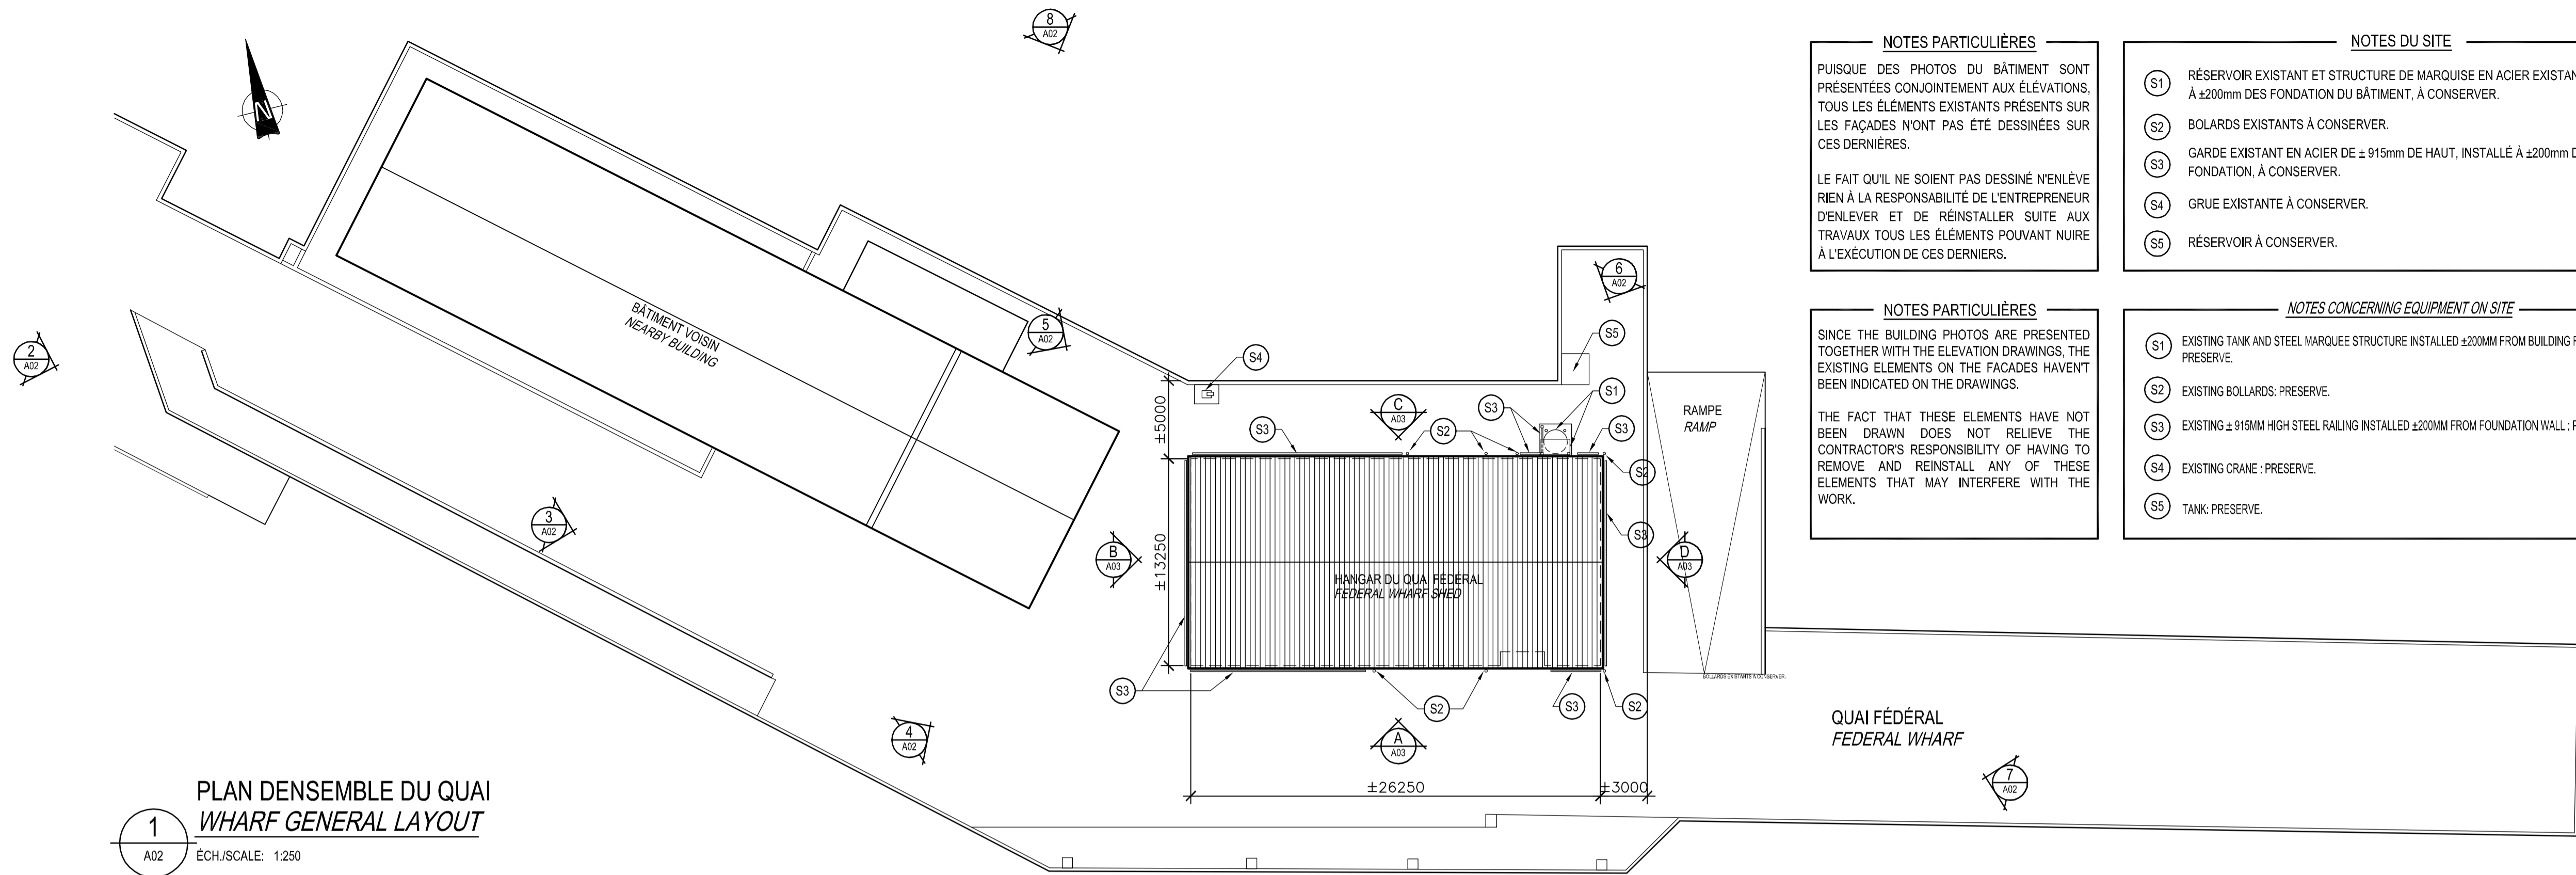 8
A02
N
2
A02
BÂTIMENT VOISIN
NEARBY BUILDING
5
A02
6
A02
S4
S5
S1
S3
C
A03
S2
S3
S3
S2
S3
RAMPE
RAMP
3
A02
B
A03
D
A03
±5000
±13250
HANGAR DU QUAI FÉDÉRAL
FEDERAL WHARF SHED
S3
S2
S3
S2
BOLLARDS EXISTANTS À CONSERVER.
4
A02
A
A03
±26250
±3000
QUAI FÉDÉRAL
FEDERAL WHARF
7
A02
PLAN DENSEMBLE DU QUAI
WHARF GENERAL LAYOUT
1
A02
ÉCH./SCALE: 1:250
NOTES PARTICULIÈRES
PUISQUE DES PHOTOS DU BÂTIMENT SONT
PRÉSENTÉES CONJOINTEMENT AUX ÉLÉVATIONS,
TOUS LES ÉLÉMENTS EXISTANTS PRÉSENTS SUR
LES FAÇADES N'ONT PAS ÉTÉ DESSINÉES SUR
CES DERNIÈRES.
LE FAIT QU'IL NE SOIENT PAS DESSINÉ N'ENLÈVE
RIEN À LA RESPONSABILITÉ DE L'ENTREPRENEUR
D'ENLEVER ET DE RÉINSTALLER SUITE AUX
TRAVAUX TOUS LES ÉLÉMENTS POUVANT NUIRE
À L'EXÉCUTION DE CES DERNIERS.
NOTES DU SITE
S1 RÉSERVOIR EXISTANT ET STRUCTURE DE MARQUISE EN ACIER EXISTAN
À ±200mm DES FONDATION DU BÂTIMENT, À CONSERVER.
S2 BOLARDS EXISTANTS À CONSERVER.
S3 GARDE EXISTANT EN ACIER DE ± 915mm DE HAUT, INSTALLÉ À ±200mm D
FONDATION, À CONSERVER.
S4 GRUE EXISTANTE À CONSERVER.
S5 RÉSERVOIR À CONSERVER.
NOTES PARTICULIÈRES
SINCE THE BUILDING PHOTOS ARE PRESENTED
TOGETHER WITH THE ELEVATION DRAWINGS, THE
EXISTING ELEMENTS ON THE FACADES HAVEN'T
BEEN INDICATED ON THE DRAWINGS.
THE FACT THAT THESE ELEMENTS HAVE NOT
BEEN DRAWN DOES NOT RELIEVE THE
CONTRACTOR'S RESPONSIBILITY OF HAVING TO
REMOVE AND REINSTALL ANY OF THESE
ELEMENTS THAT MAY INTERFERE WITH THE
WORK.
NOTES CONCERNING EQUIPMENT ON SITE
S1 EXISTING TANK AND STEEL MARQUEE STRUCTURE INSTALLED ±200MM FROM BUILDING F
PRESERVE.
S2 EXISTING BOLLARDS: PRESERVE.
S3 EXISTING ± 915MM HIGH STEEL RAILING INSTALLED ±200MM FROM FOUNDATION WALL : P
S4 EXISTING CRANE : PRESERVE.
S5 TANK: PRESERVE.